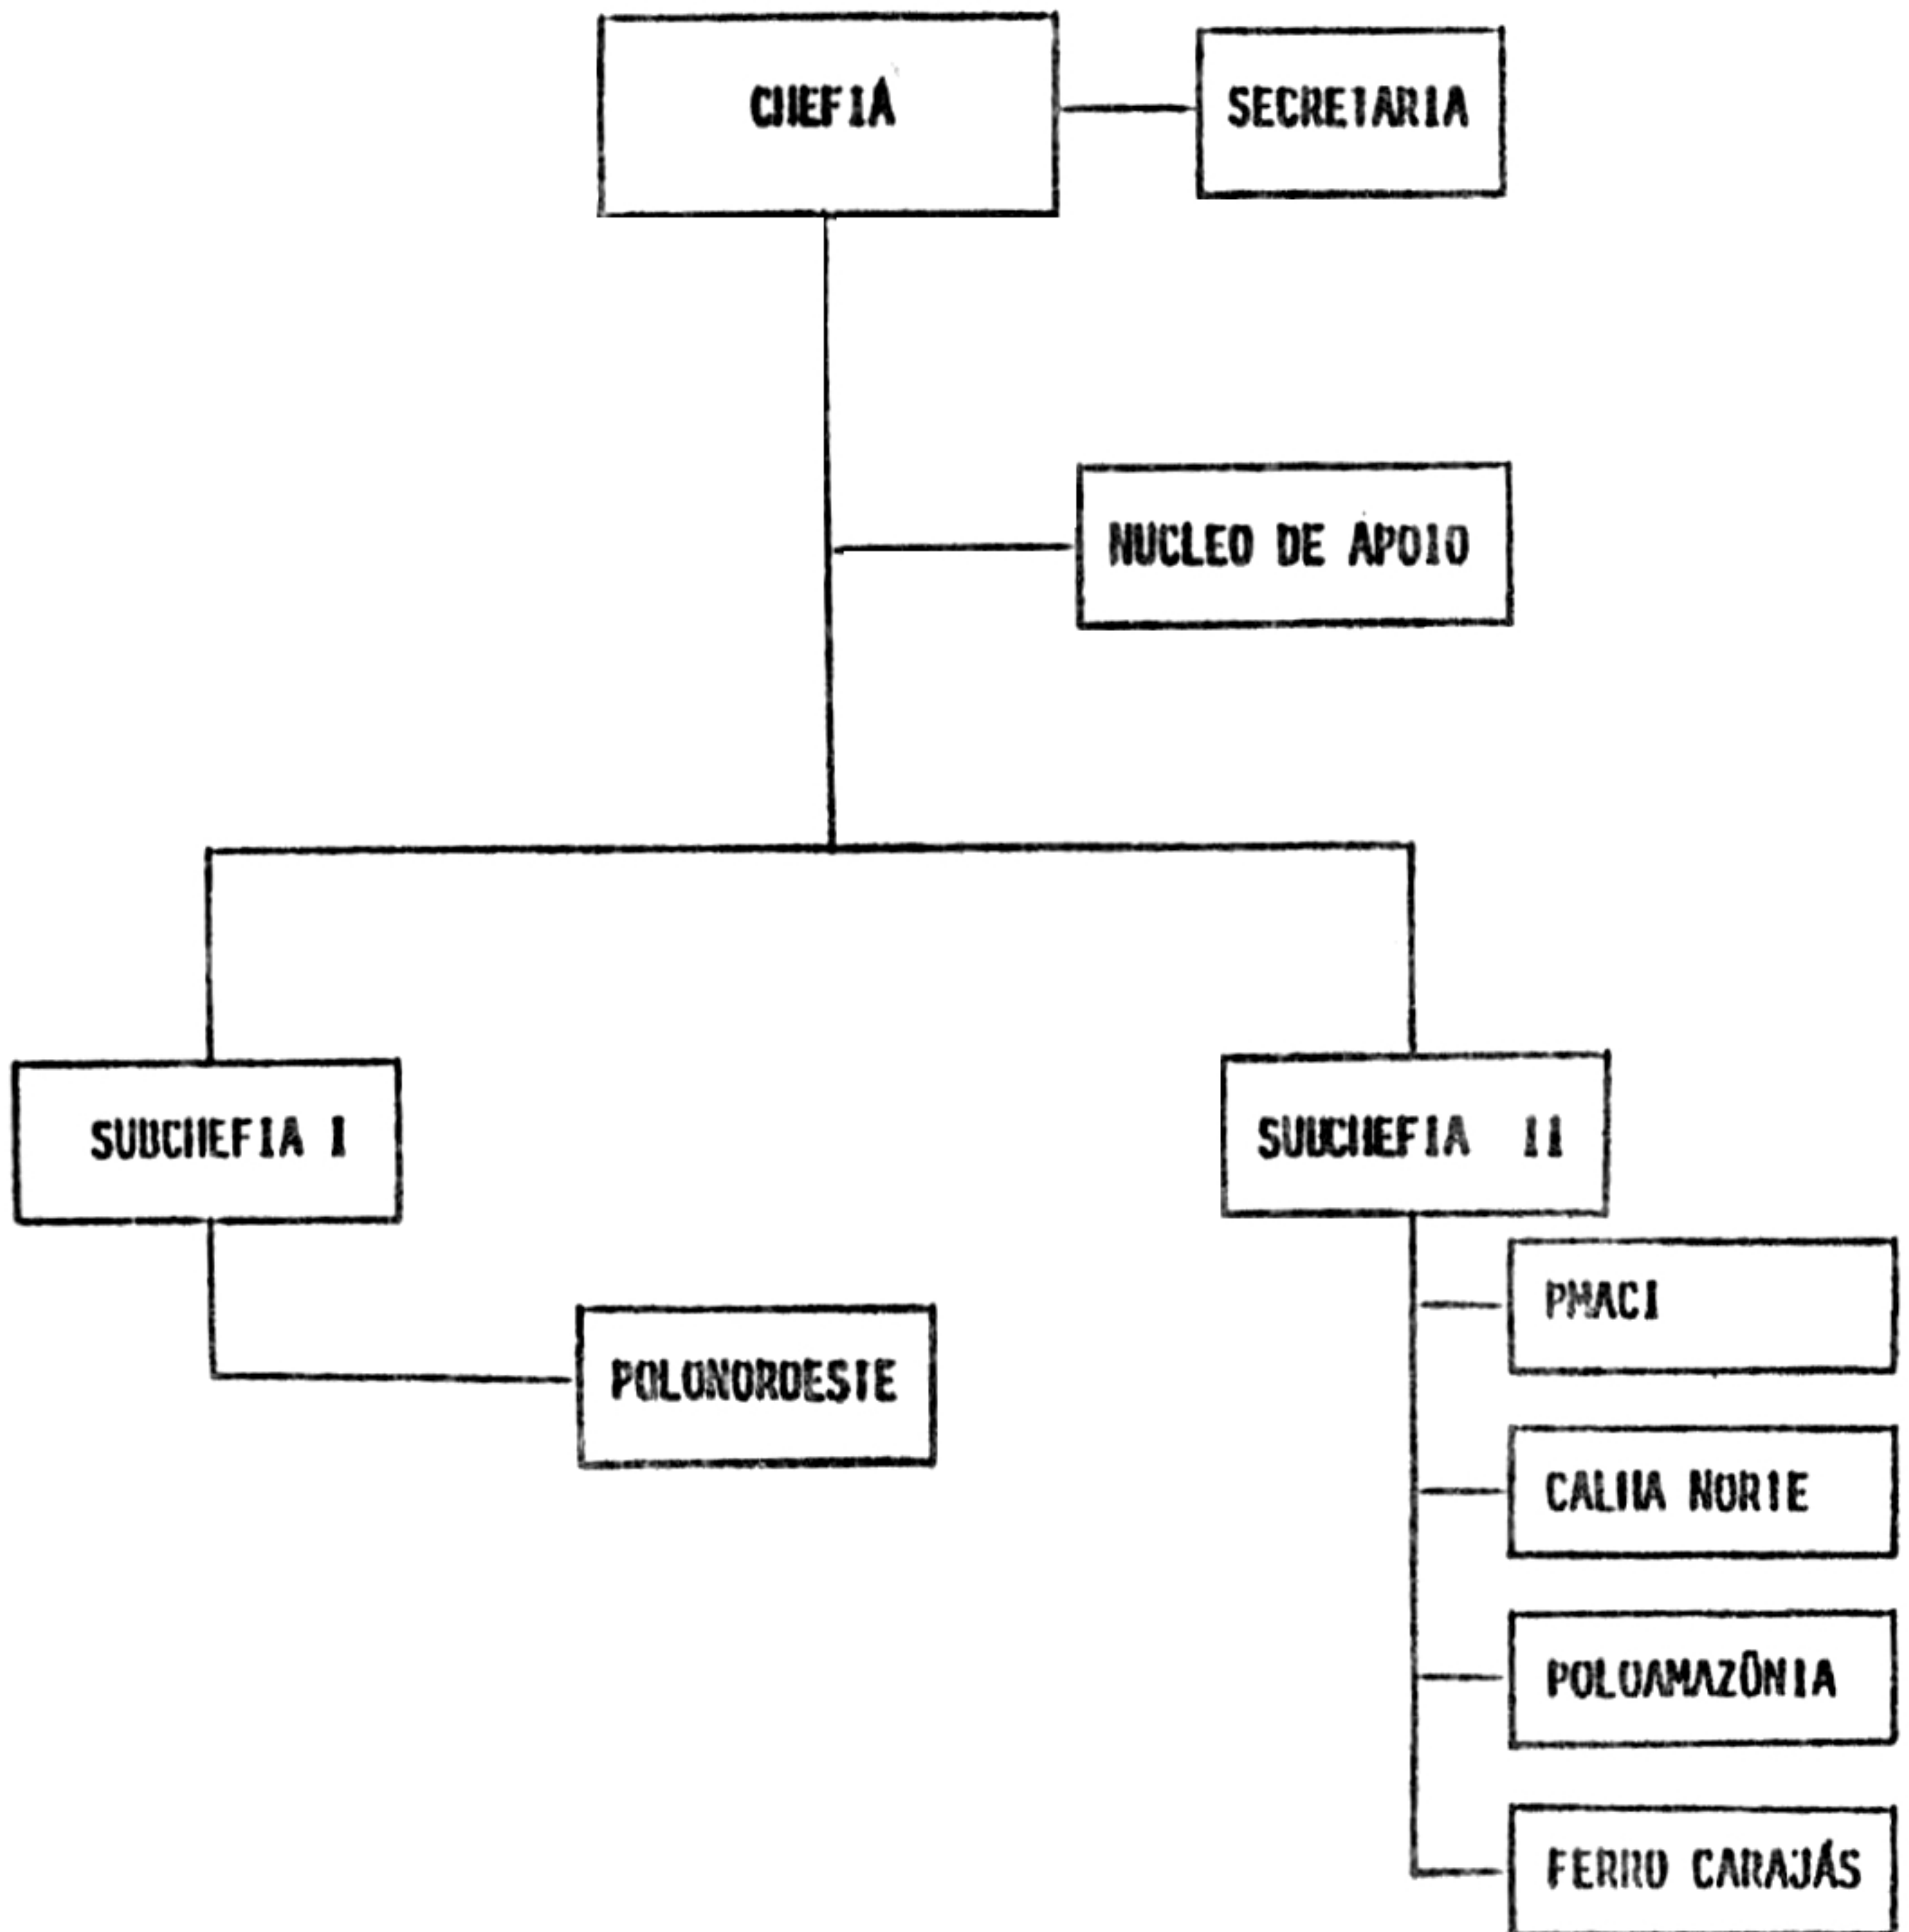 CHEFIA
SECRETARIA
NUCLEO DE APOIO
SUBCHEFIA I
SUBCHEFIA II
POLONOROESTE
PMACI
CALHA NORTE
POLOAMAZÔNIA
FERRO CARAJÁS